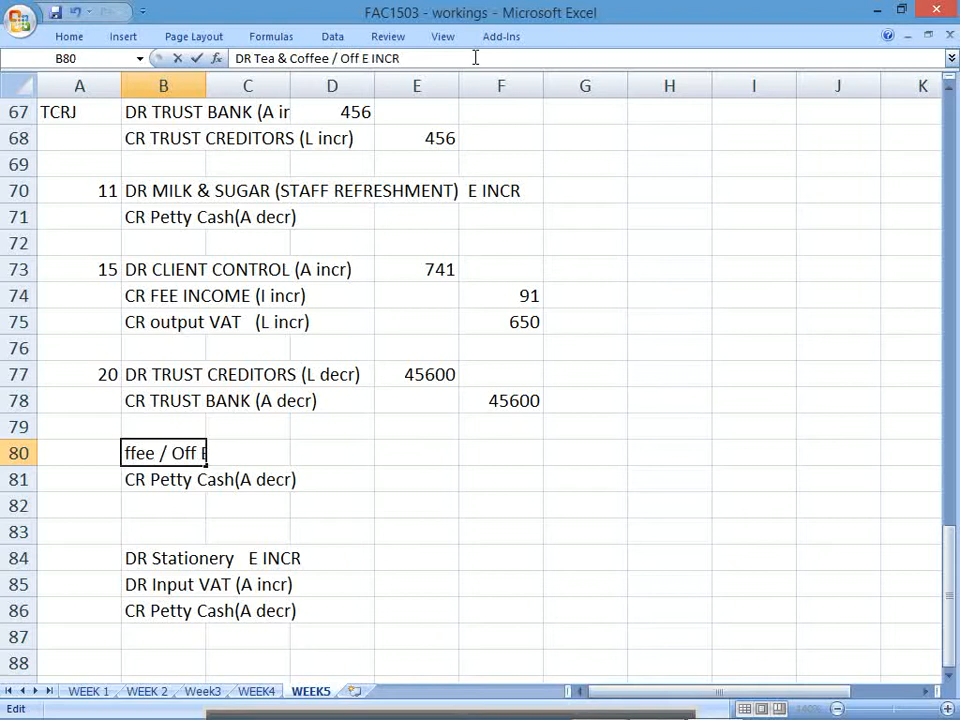 FAC1503 - workings - Microsoft Excel
Home Insert Page Layout Formulas Data Review View Add-Ins
B80 fx DR Tea & Coffee / Off E INCR
A B C D E F G H I J K
67 TCRJ DR TRUST BANK (A ir 456
68 CR TRUST CREDITORS (L incr) 456
69
70 11 DR MILK & SUGAR (STAFF REFRESHMENT) E INCR
71 CR Petty Cash(A decr)
72
73 15 DR CLIENT CONTROL (A incr) 741
74 CR FEE INCOME (I incr) 91
75 CR output VAT (L incr) 650
76
77 20 DR TRUST CREDITORS (L decr) 45600
78 CR TRUST BANK (A decr) 45600
79
80 ffee / Off E
81 CR Petty Cash(A decr)
82
83
84 DR Stationery E INCR
85 DR Input VAT (A incr)
86 CR Petty Cash(A decr)
87
88
WEEK 1 WEEK 2 Week3 WEEK4 WEEK5
Edit 140%